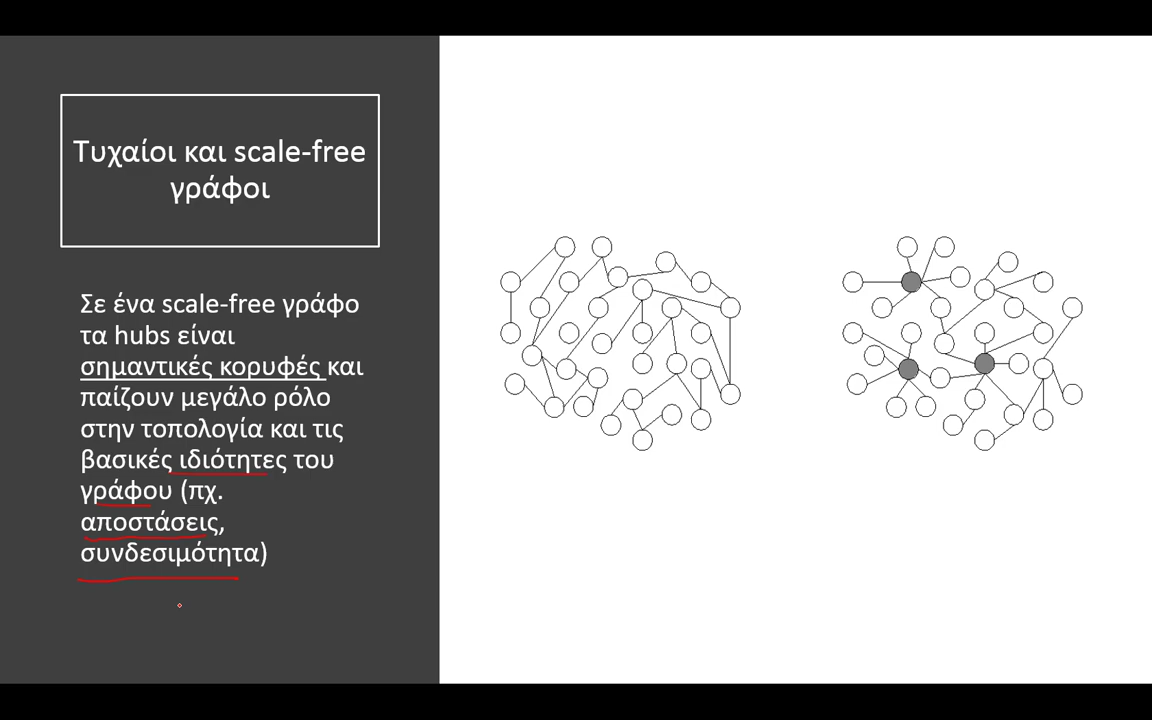 Τυχαίοι και scale-free
γράφοι
Σε ένα scale-free γράφο
τα hubs είναι
σημαντικές κορυφές και
παίζουν μεγάλο ρόλο
στην τοπολογία και τις
βασικές ιδιότητες του
γράφου (πχ.
αποστάσεις,
συνδεσιμότητα)